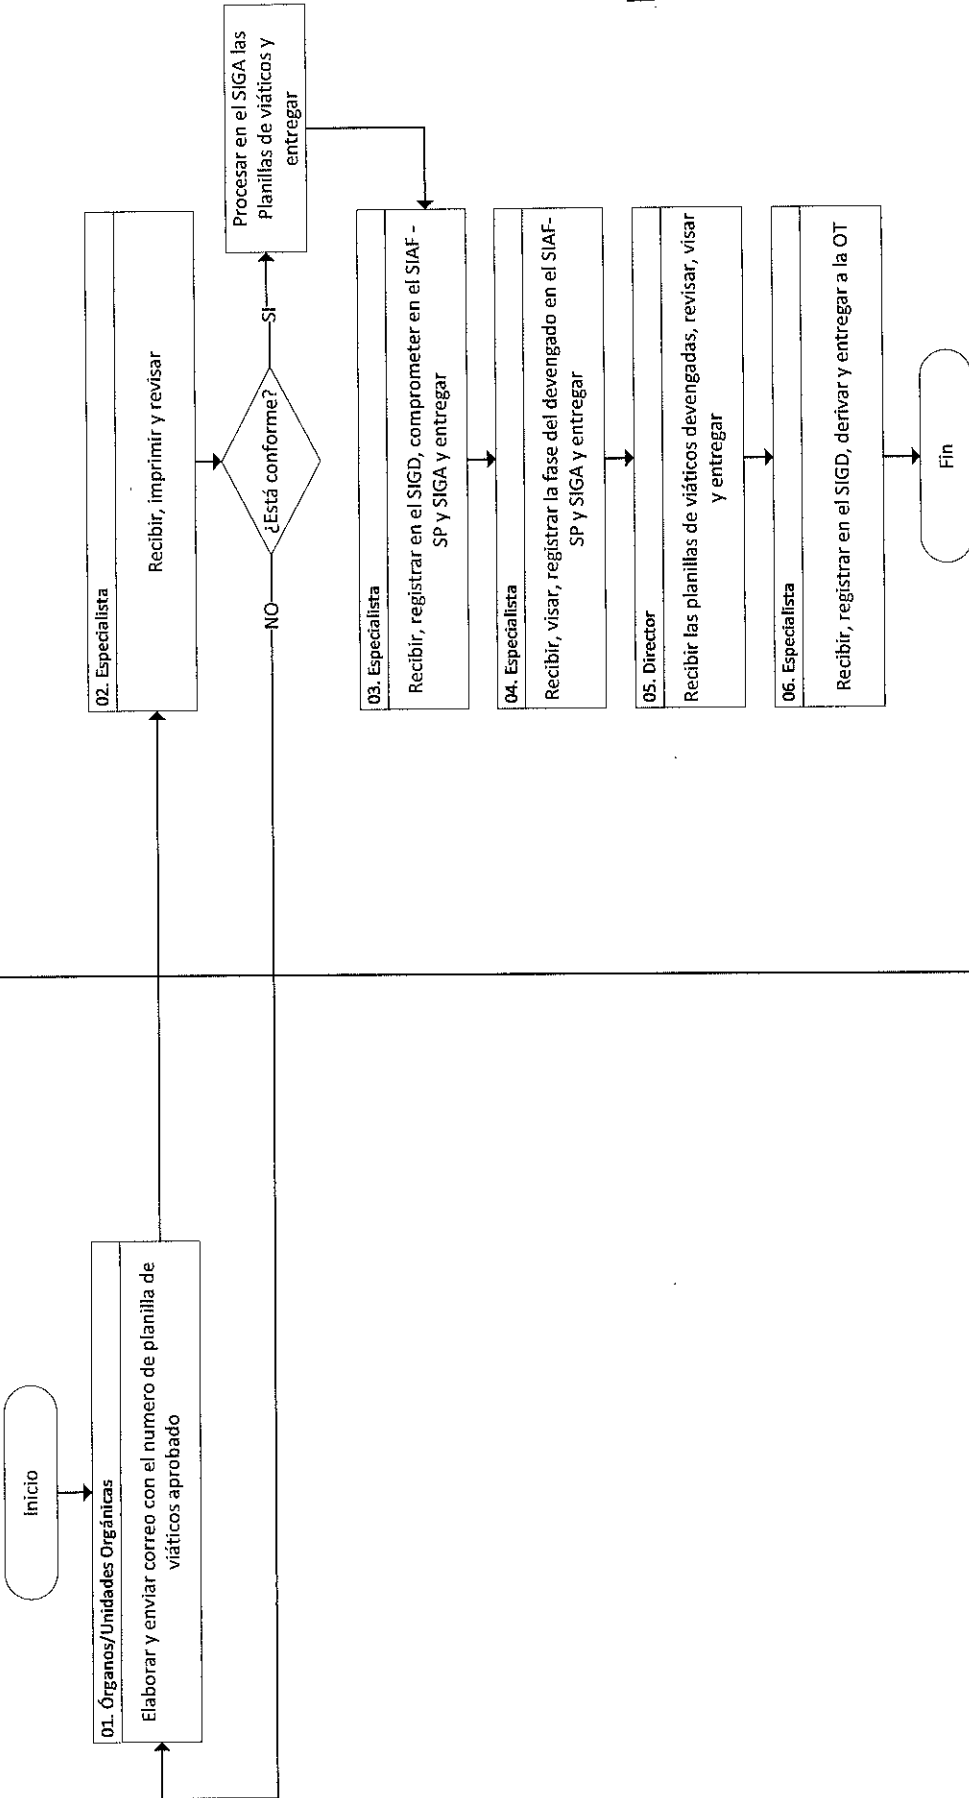 Inicio
01. Órganos/Unidades Orgánicas
Elaborar y enviar correo con el numero de planilla de
viáticos aprobado
02. Especialista
Recibir, imprimir y revisar
¿Está conforme?
NO
SI
Procesar en el SIGA las
Planillas de viáticos y
entregar
03. Especialista
Recibir, registrar en el SIGD, comprometer en el SIAF -
SP y SIGA y entregar
04. Especialista
Recibir, visar, registrar la fase del devengado en el SIAF-
SP y SIGA y entregar
05. Director
Recibir las planillas de viáticos devengadas, revisar, visar
y entregar
06. Especialista
Recibir, registrar en el SIGD, derivar y entregar a la OT
Fin